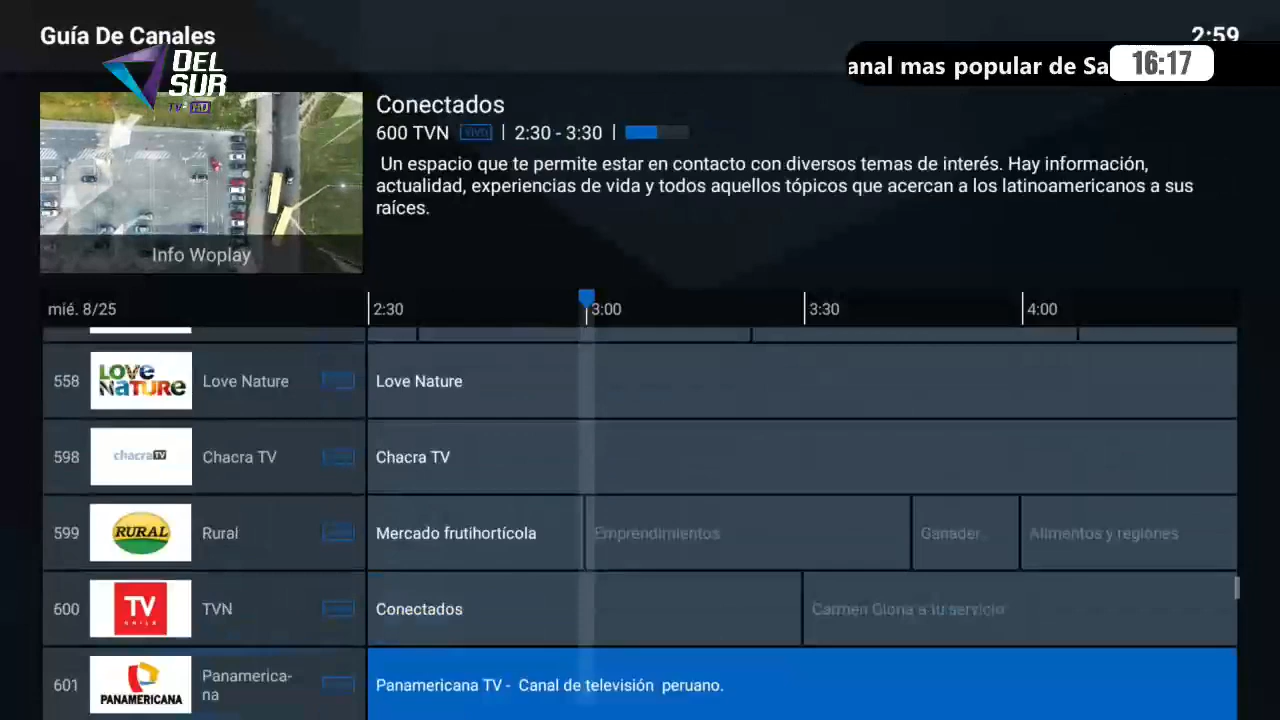 Guía De Canales
2:59
DEL
SUR
TV-
anal mas popular de Sa
16:17
Conectados
600 TVN VIVO | 2:30 - 3:30 |
Un espacio que te permite estar en contacto con diversos temas de interés. Hay información,
actualidad, experiencias de vida y todos aquellos tópicos que acercan a los latinoamericanos a sus
raíces.
Info Woplay
mié. 8/25
2:30
3:00
3:30
4:00
558 LOVE NATURE Love Nature Love Nature
598 chacra TV Chacra TV Chacra TV
599 RURAL Rural Mercado frutihortícola Emprendimientos Ganader... Alimentos y regiones
600 TV CHILE TVN Conectados Carmen Gloria a tu servicio
601 PANAMERICANA Panamerica-
na
Panamericana TV - Canal de televisión peruano.